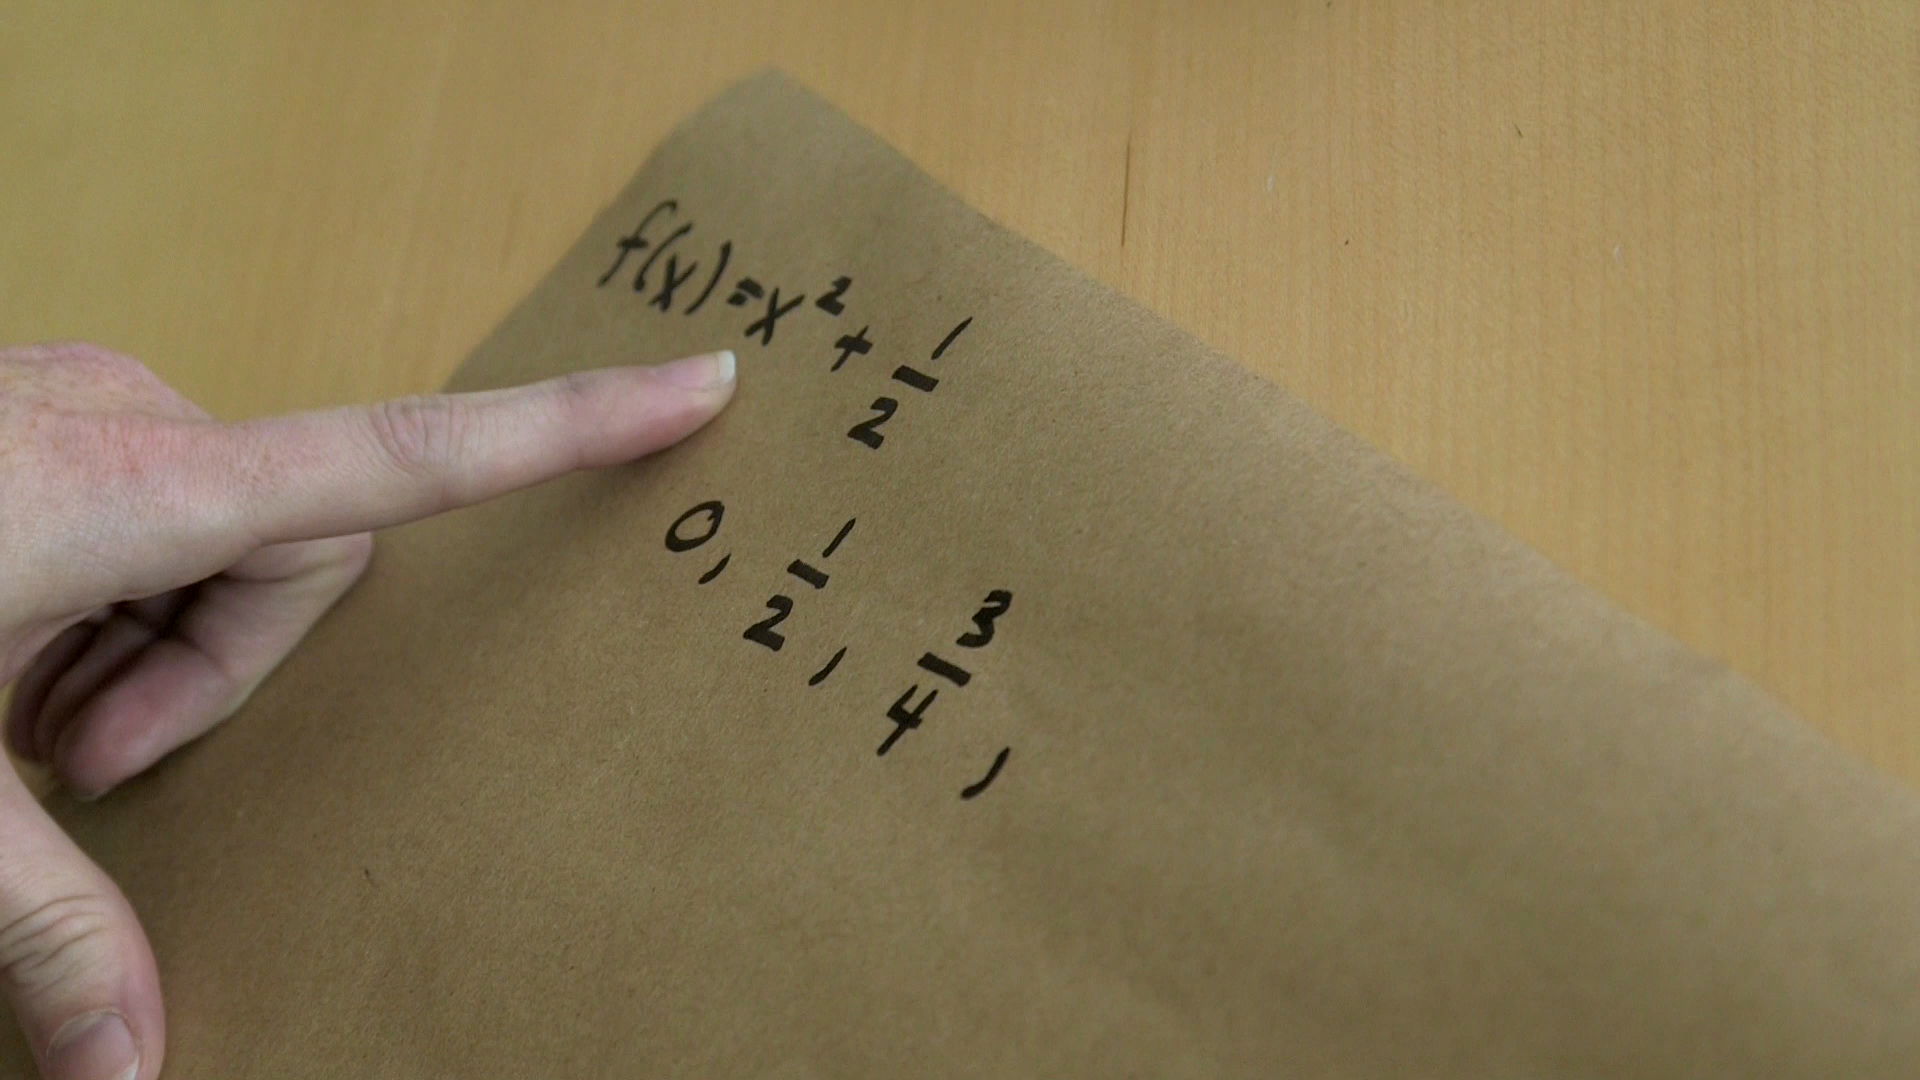 f(x)=x² + 1/2
0, 1/2, 3/4,